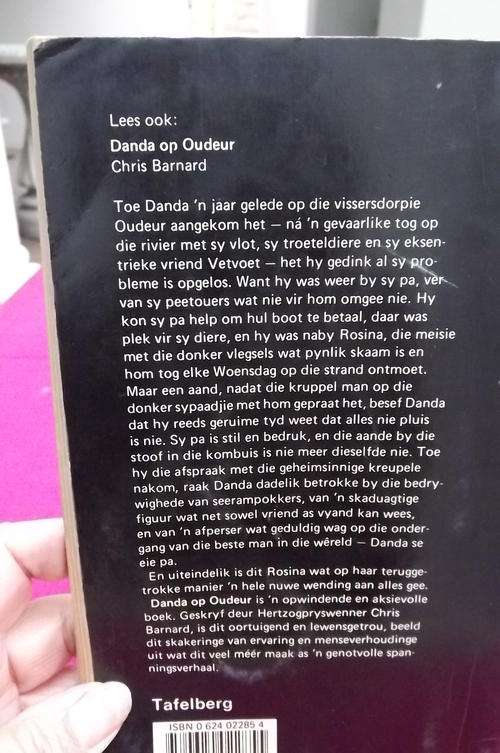 Lees ook:
Danda op Oudeur
Chris Barnard
Toe Danda 'n jaar gelede op die vissersdorpie
Oudeur aangekom het — ná 'n gevaarlike tog op
die rivier met sy vlot, sy troeteldiere en sy eksen-
trieke vriend Vetvoet — het hy gedink al sy pro-
bleme is opgelos. Want hy was weer by sy pa, ver
van sy peetouers wat nie vir hom omgee nie. Hy
kon sy pa help om hul boot te betaal, daar was
plek vir sy diere, en hy was naby Rosina, die meisie
met die donker vlegsels wat pynlik skaam is en
hom tog elke Woensdag op die strand ontmoet.
Maar een aand, nadat die kruppel man op die
donker sypaadjie met hom gepraat het, besef Danda
dat hy reeds geruime tyd weet dat alles nie pluis
is nie. Sy pa is stil en bedruk, en die aande by die
stoof in die kombuis is nie meer dieselfde nie. Toe
hy die afspraak met die geheimsinnige kreupele
nakom, raak Danda dadelik betrokke by die bedry-
wighede van seerampokkers, van 'n skaduagtige
figuur wat net sowel vriend as vyand kan wees,
en van 'n afperser wat geduldig wag op die onder-
gang van die beste man in die wêreld — Danda se
eie pa.
En uiteindelik is dit Rosina wat op haar terugge-
trokke manier 'n hele nuwe wending aan alles gee.
Danda op Oudeur is 'n opwindende en aksievolle
boek. Geskryf deur Hertzogpryswenner Chris
Barnard, is dit oortuigend en lewensgetrou, beeld
dit skakeringe van ervaring en menseverhoudinge
uit wat dit veel méér maak as 'n genotvolle span-
ningsverhaal.
Tafelberg
ISBN 0 624 02285 4